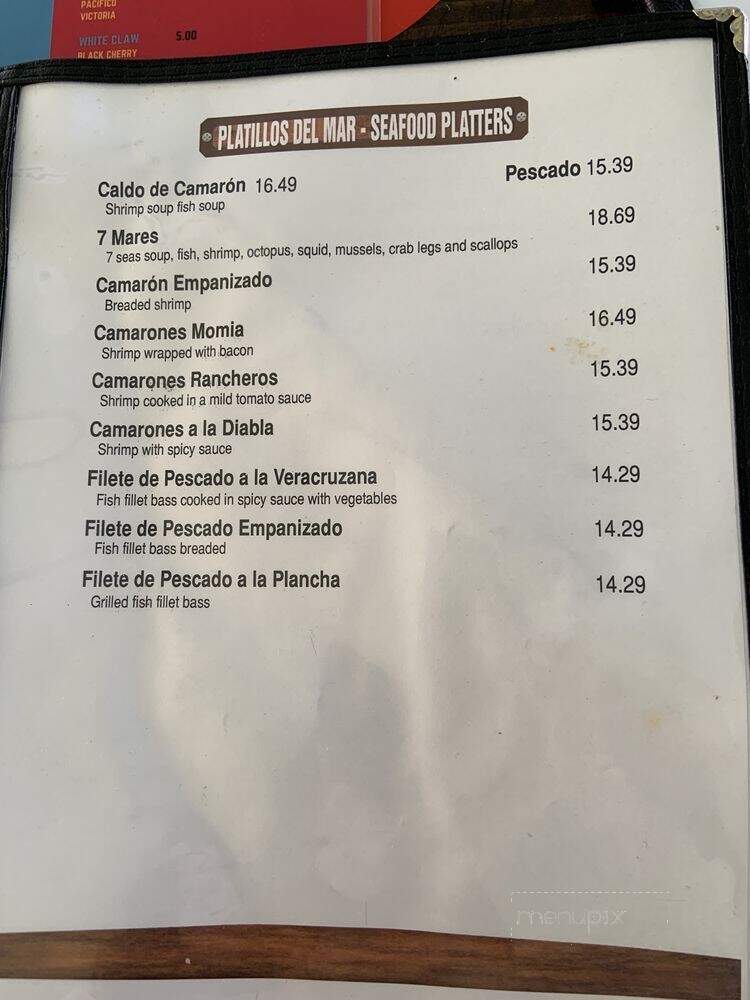 PACIFICO
VICTORIA
WHITE CLAW 5.00
BLACK CHERRY
PLATILLOS DEL MAR - SEAFOOD PLATTERS
Caldo de Camarón 16.49 Pescado 15.39
Shrimp soup fish soup
7 Mares 18.69
7 seas soup, fish, shrimp, octopus, squid, mussels, crab legs and scallops
Camarón Empanizado 15.39
Breaded shrimp
Camarones Momia 16.49
Shrimp wrapped with bacon
Camarones Rancheros 15.39
Shrimp cooked in a mild tomato sauce
Camarones a la Diabla 15.39
Shrimp with spicy sauce
Filete de Pescado a la Veracruzana 14.29
Fish fillet bass cooked in spicy sauce with vegetables
Filete de Pescado Empanizado 14.29
Fish fillet bass breaded
Filete de Pescado a la Plancha 14.29
Grilled fish fillet bass
menupix